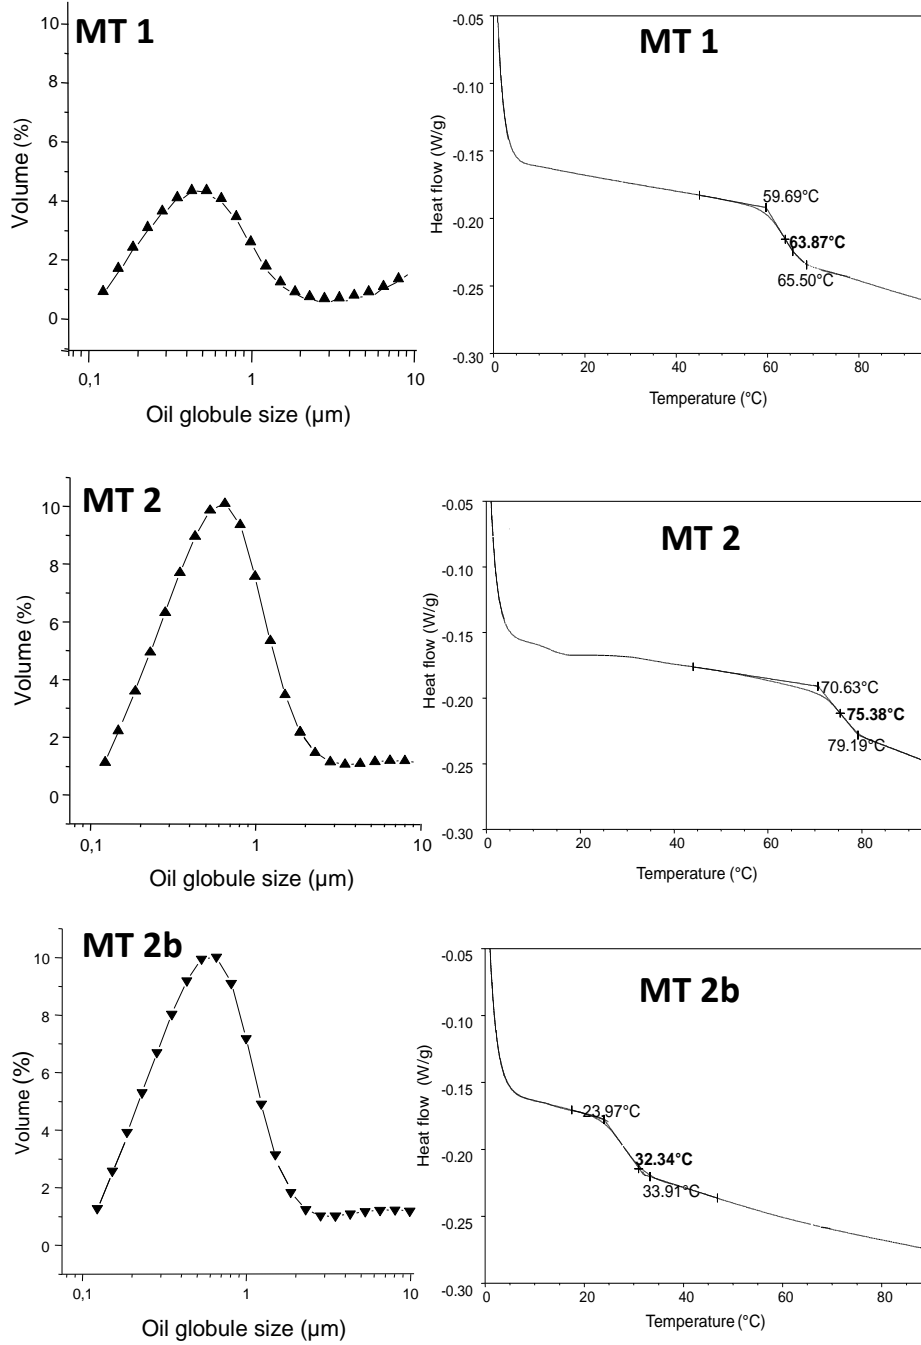 MT 1
10
8
6
4
2
0
Volume (%)
0,1
1
10
Oil globule size (µm)
MT 1
-0.05
-0.10
-0.15
-0.20
-0.25
-0.30
Heat flow (W/g)
59.69°C
63.87°C
65.50°C
0
20
40
60
80
Temperature (°C)
MT 2
10
8
6
4
2
0
Volume (%)
0,1
1
10
Oil globule size (µm)
MT 2
-0.05
-0.10
-0.15
-0.20
-0.25
-0.30
Heat flow (W/g)
70.63°C
75.38°C
79.19°C
0
20
40
60
80
Temperature (°C)
MT 2b
10
8
6
4
2
0
Volume (%)
0,1
1
10
Oil globule size (µm)
MT 2b
-0.05
-0.10
-0.15
-0.20
-0.25
-0.30
Heat flow (W/g)
23.97°C
32.34°C
33.91°C
0
20
40
60
80
Temperature (°C)